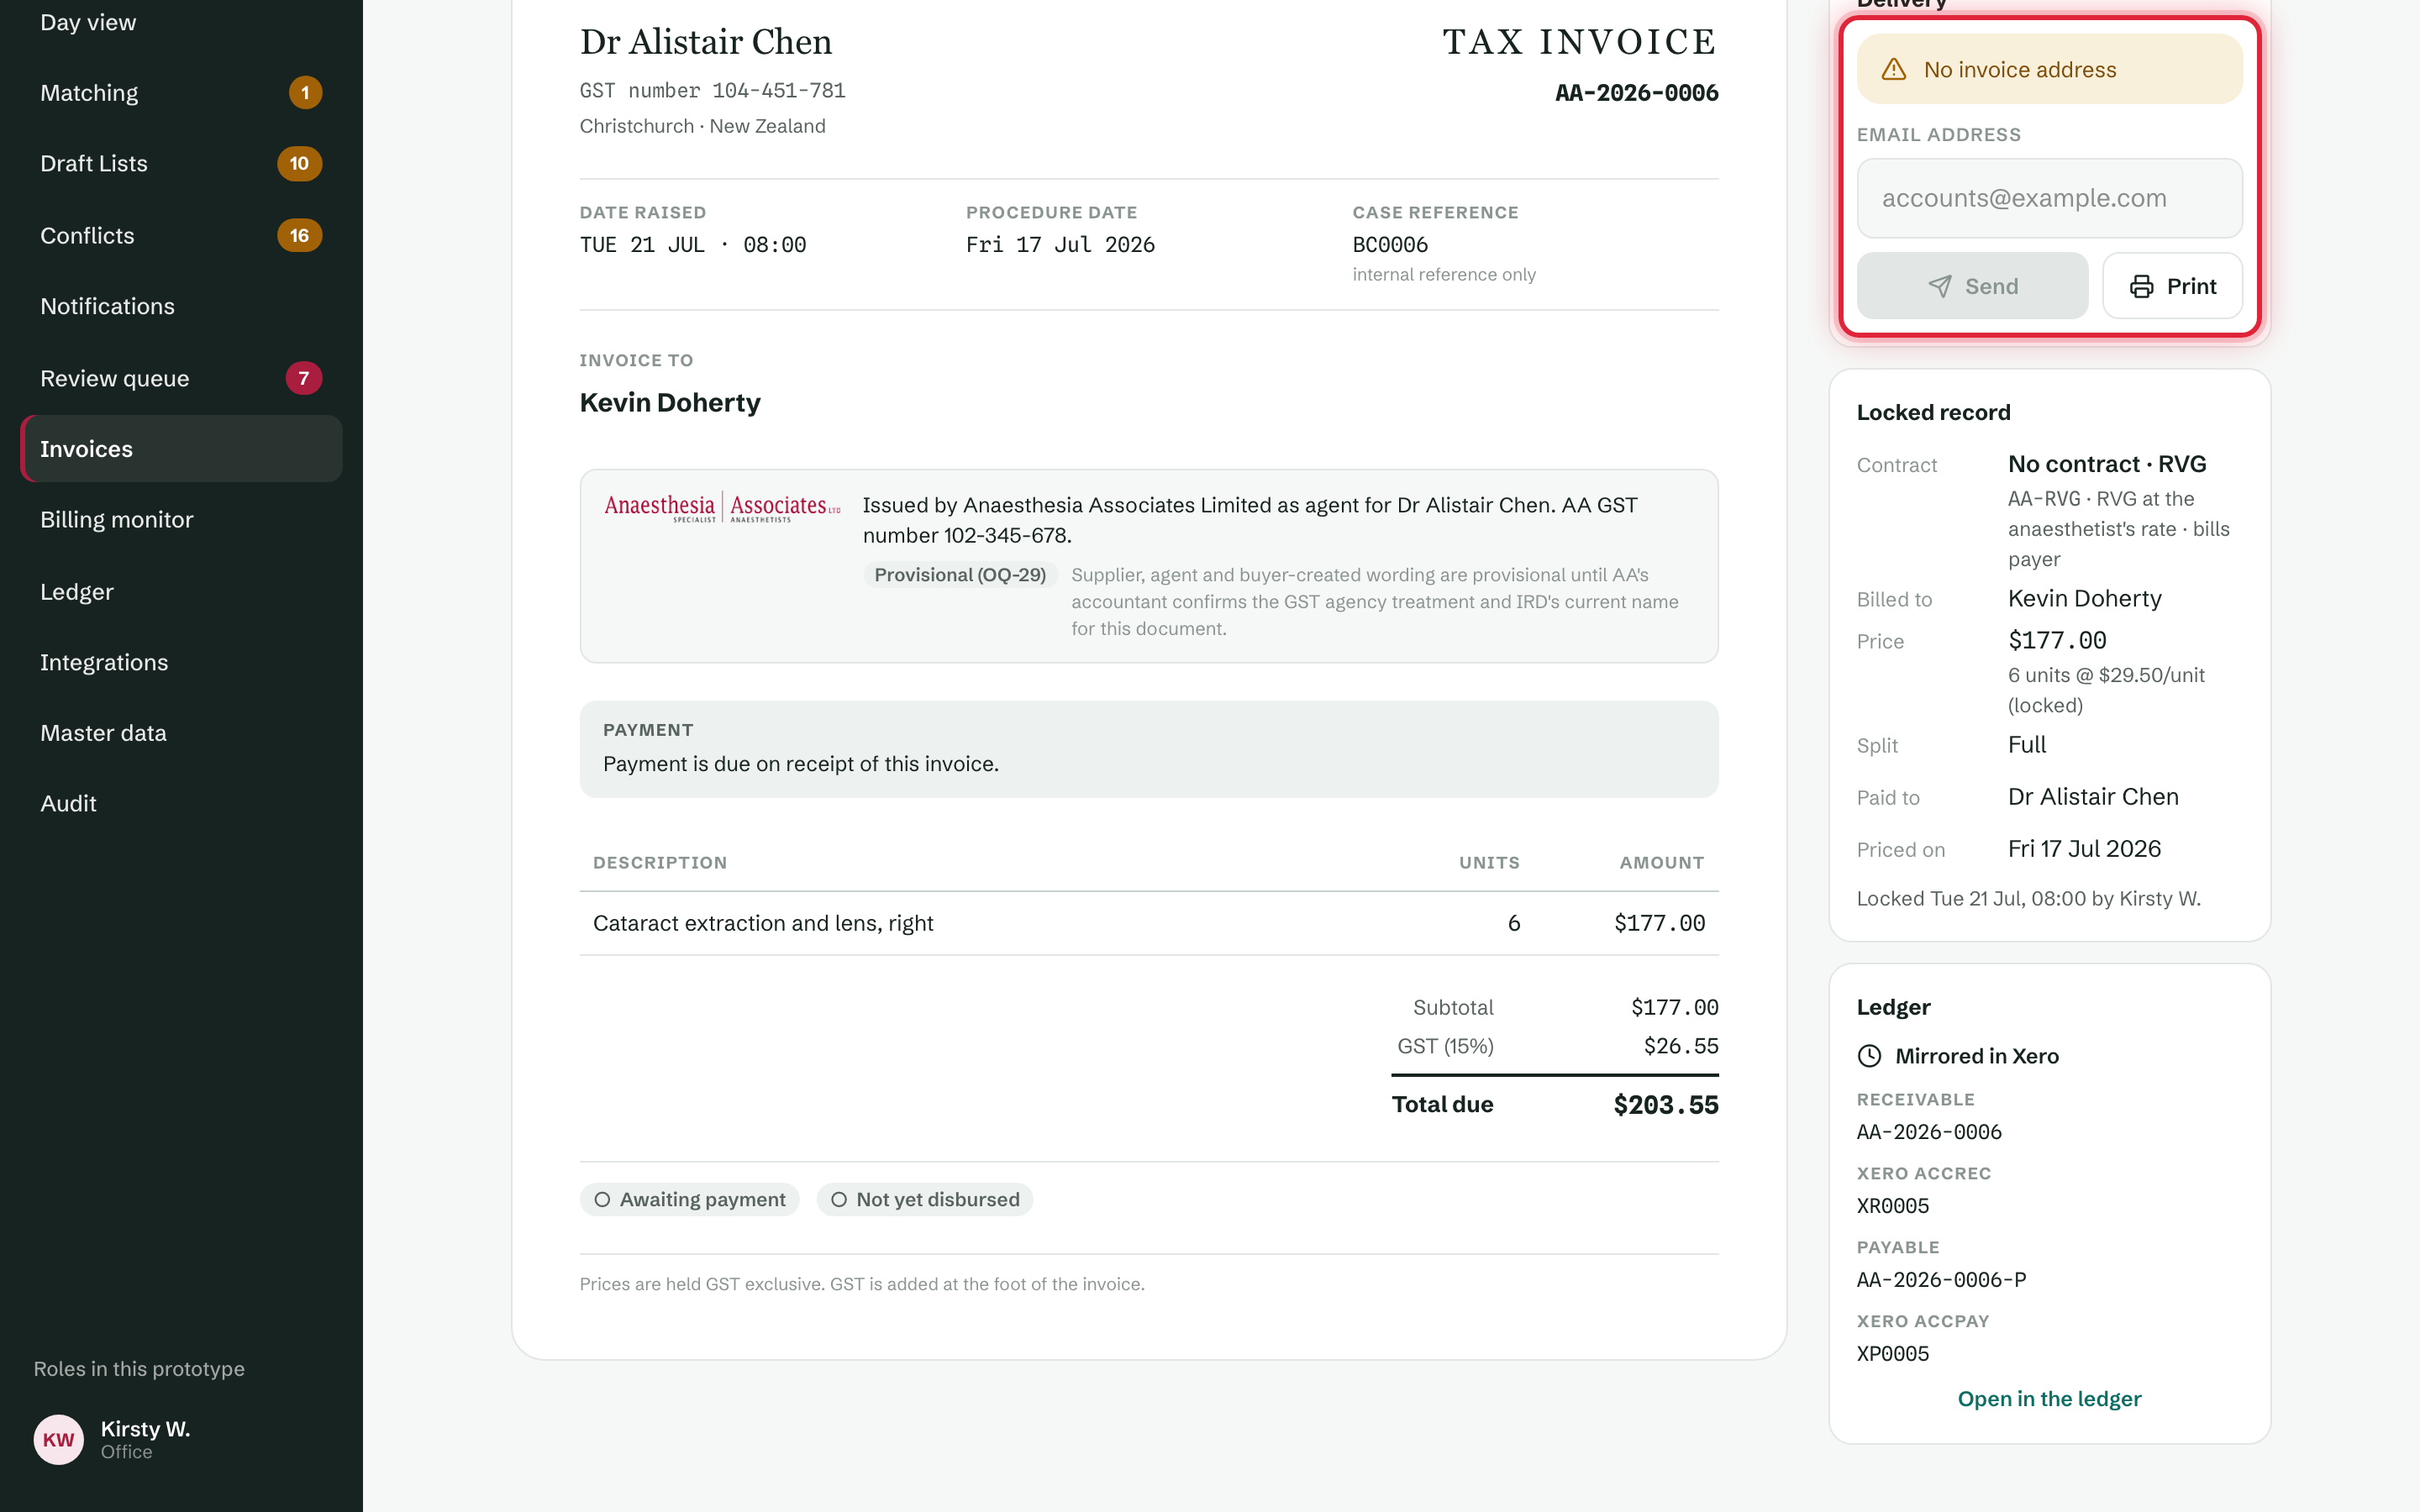 Day view
Matching
1
Draft Lists
10
Conflicts
16
Notifications
Review queue
7
Invoices
Billing monitor
Ledger
Integrations
Master data
Audit
Roles in this prototype
KW
Kirsty W.
Office
Dr Alistair Chen
GST number 104-451-781
Christchurch · New Zealand
TAX INVOICE
AA-2026-0006
DATE RAISED
TUE 21 JUL · 08:00
PROCEDURE DATE
Fri 17 Jul 2026
CASE REFERENCE
BC0006
internal reference only
INVOICE TO
Kevin Doherty
Anaesthesia Associates LTD
SPECIALIST ANAESTHETISTS
Issued by Anaesthesia Associates Limited as agent for Dr Alistair Chen. AA GST
number 102-345-678.
Provisional (OQ-29)
Supplier, agent and buyer-created wording are provisional until AA's
accountant confirms the GST agency treatment and IRD's current name
for this document.
PAYMENT
Payment is due on receipt of this invoice.
DESCRIPTION UNITS AMOUNT
Cataract extraction and lens, right 6 $177.00
Subtotal $177.00
GST (15%) $26.55
Total due $203.55
Awaiting payment
Not yet disbursed
Prices are held GST exclusive. GST is added at the foot of the invoice.
Delivery
No invoice address
EMAIL ADDRESS
accounts@example.com
Send
Print
Locked record
Contract No contract · RVG
AA-RVG · RVG at the
anaesthetist's rate · bills
payer
Billed to Kevin Doherty
Price $177.00
6 units @ $29.50/unit
(locked)
Split Full
Paid to Dr Alistair Chen
Priced on Fri 17 Jul 2026
Locked Tue 21 Jul, 08:00 by Kirsty W.
Ledger
Mirrored in Xero
RECEIVABLE
AA-2026-0006
XERO ACCREC
XR0005
PAYABLE
AA-2026-0006-P
XERO ACCPAY
XP0005
Open in the ledger